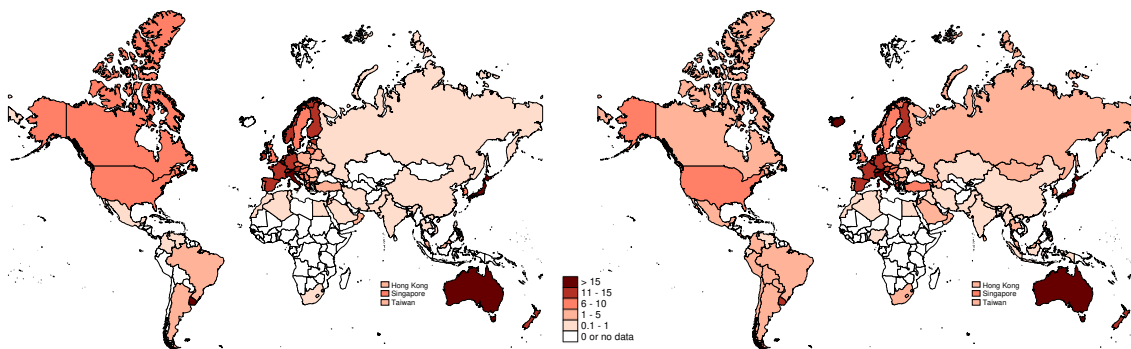 Hong Kong
Singapore
Taiwan
> 15
11 - 15
6 - 10
1 - 5
0.1 - 1
0 or no data
Hong Kong
Singapore
Taiwan